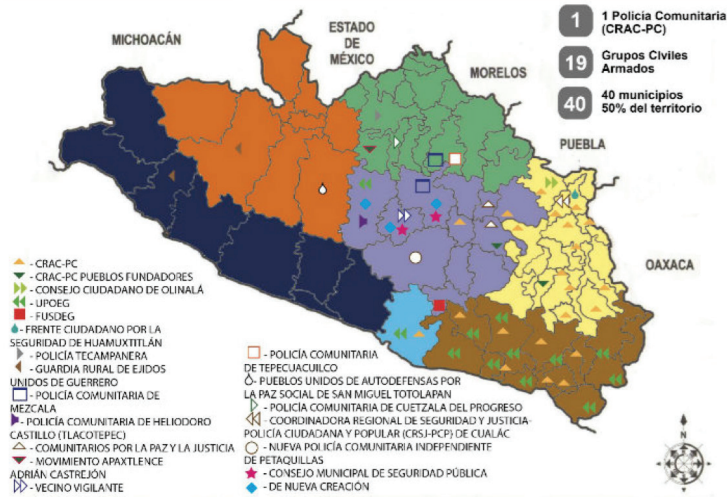 MICHOACÁN
ESTADO
DE
MÉXICO
MORELOS
PUEBLA
OAXACA
1
1 Policía Comunitaria
(CRAC-PC)
19
Grupos Civiles
Armados
40
40 municipios
50% del territorio
- CRAC-PC
- CRAC-PC PUEBLOS FUNDADORES
- CONSEJO CIUDADANO DE OLINALÁ
- UPOEG
- FUSDEG
- FRENTE CIUDADANO POR LA
SEGURIDAD DE HUAMUXTITLÁN
- POLICÍA TECAMPANERA
- GUARDIA RURAL DE EJIDOS
UNIDOS DE GUERRERO
- POLICÍA COMUNITARIA DE
MEZCALA
- POLICÍA COMUNITARIA DE HELIODORO
CASTILLO (TLACOTEPEC)
- COMUNITARIOS POR LA PAZ Y LA JUSTICIA
- MOVIMIENTO APAXTLENCE
ADRIÁN CASTREJÓN
- VECINO VIGILANTE
- POLICÍA COMUNITARIA
DE TEPECUACUILCO
- PUEBLOS UNIDOS DE AUTODEFENSAS POR
LA PAZ SOCIAL DE SAN MIGUEL TOTOLAPAN
- POLICÍA COMUNITARIA DE CUETZALA DEL PROGRESO
- COORDINADORA REGIONAL DE SEGURIDAD Y JUSTICIA-
POLICÍA CIUDADANA Y POPULAR (CRSJ-PCP) DE CUALÁC
- NUEVA POLICÍA COMUNITARIA INDEPENDIENTE
DE PETAQUILLAS
- CONSEJO MUNICIPAL DE SEGURIDAD PÚBLICA
- DE NUEVA CREACIÓN
N